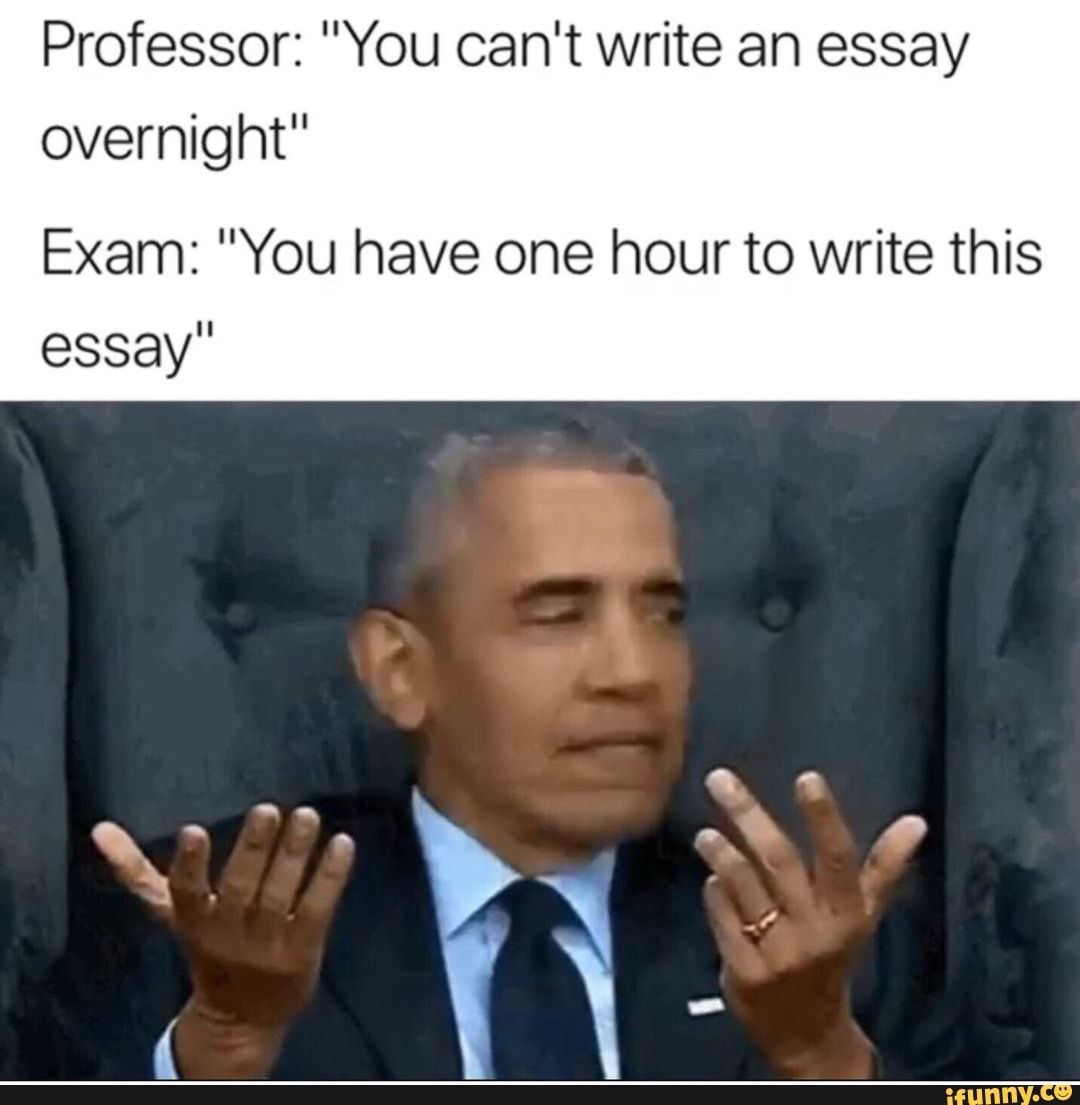 Professor: "You can't write an essay
overnight"
Exam: "You have one hour to write this
essay"
ifunny.co